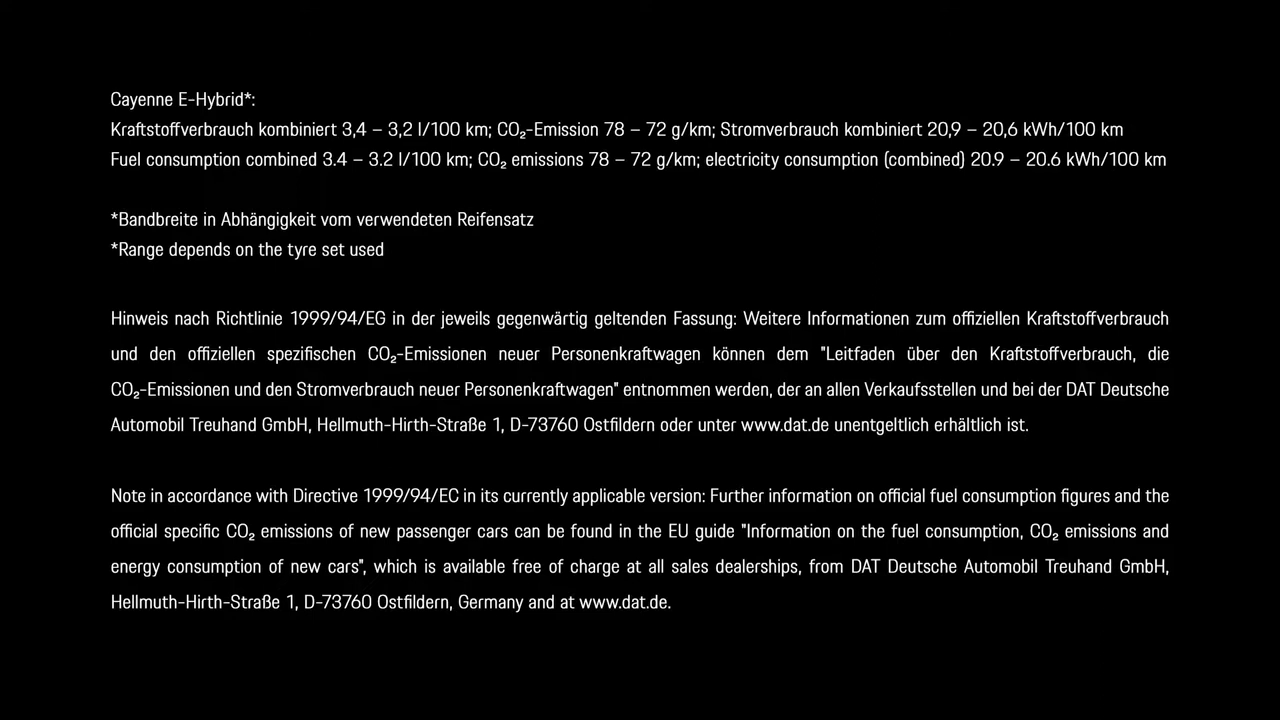 Cayenne E-Hybrid*:
Kraftstoffverbrauch kombiniert 3,4 – 3,2 l/100 km; CO₂-Emission 78 – 72 g/km; Stromverbrauch kombiniert 20,9 – 20,6 kWh/100 km
Fuel consumption combined 3.4 – 3.2 l/100 km; CO₂ emissions 78 – 72 g/km; electricity consumption (combined) 20.9 – 20.6 kWh/100 km
*Bandbreite in Abhängigkeit vom verwendeten Reifensatz
*Range depends on the tyre set used
Hinweis nach Richtlinie 1999/94/EG in der jeweils gegenwärtig geltenden Fassung: Weitere Informationen zum offiziellen Kraftstoffverbrauch
und den offiziellen spezifischen CO₂-Emissionen neuer Personenkraftwagen können dem "Leitfaden über den Kraftstoffverbrauch, die
CO₂-Emissionen und den Stromverbrauch neuer Personenkraftwagen" entnommen werden, der an allen Verkaufsstellen und bei der DAT Deutsche
Automobil Treuhand GmbH, Hellmuth-Hirth-Straße 1, D-73760 Ostfildern oder unter www.dat.de unentgeltlich erhältlich ist.
Note in accordance with Directive 1999/94/EC in its currently applicable version: Further information on official fuel consumption figures and the
official specific CO₂ emissions of new passenger cars can be found in the EU guide "Information on the fuel consumption, CO₂ emissions and
energy consumption of new cars", which is available free of charge at all sales dealerships, from DAT Deutsche Automobil Treuhand GmbH,
Hellmuth-Hirth-Straße 1, D-73760 Ostfildern, Germany and at www.dat.de.